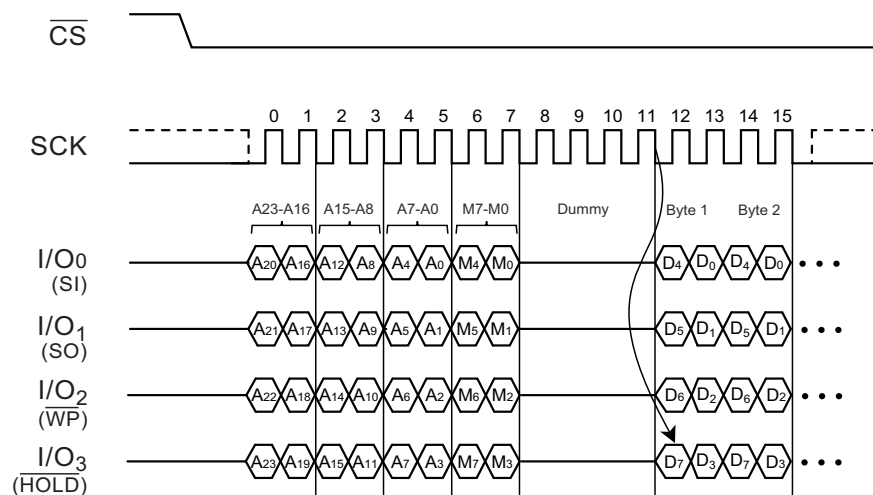 CS
0 1 2 3 4 5 6 7 8 9 10 11 12 13 14 15
SCK
A23-A16 A15-A8 A7-A0 M7-M0 Dummy Byte 1 Byte 2
I/O0 A20 A16 A12 A8 A4 A0 M4 M0 D4 D0 D4 D0 • • •
(SI)
I/O1 A21 A17 A13 A9 A5 A1 M5 M1 D5 D1 D5 D1 • • •
(SO)
I/O2 A22 A18 A14 A10 A6 A2 M6 M2 D6 D2 D6 D2 • • •
(WP)
I/O3 A23 A19 A15 A11 A7 A3 M7 M3 D7 D3 D7 D3 • • •
(HOLD)